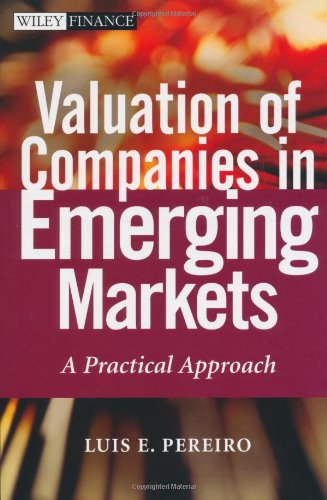 WILEY FINANCE
Valuation of
Companies in
Emerging
Markets
A Practical Approach
LUIS E. PEREIRO